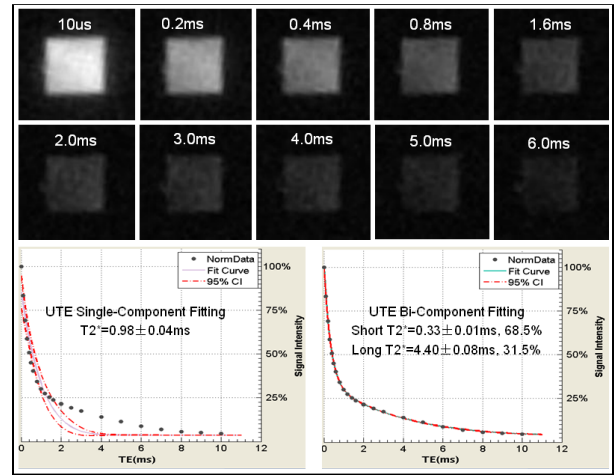 10us 0.2ms 0.4ms 0.8ms 1.6ms
2.0ms 3.0ms 4.0ms 5.0ms 6.0ms
NormData
Fit Curve
95% CI
100%
75%
50%
25%
UTE Single-Component Fitting
T2*=0.98±0.04ms
Signal Intensity
0 2 4 6 8 10 12
TE(ms)
NormData
Fit Curve
95% CI
100%
75%
50%
25%
UTE Bi-Component Fitting
Short T2*=0.33±0.01ms, 68.5%
Long T2*=4.40±0.08ms, 31.5%
Signal Intensity
0 2 4 6 8 10 12
TE(ms)